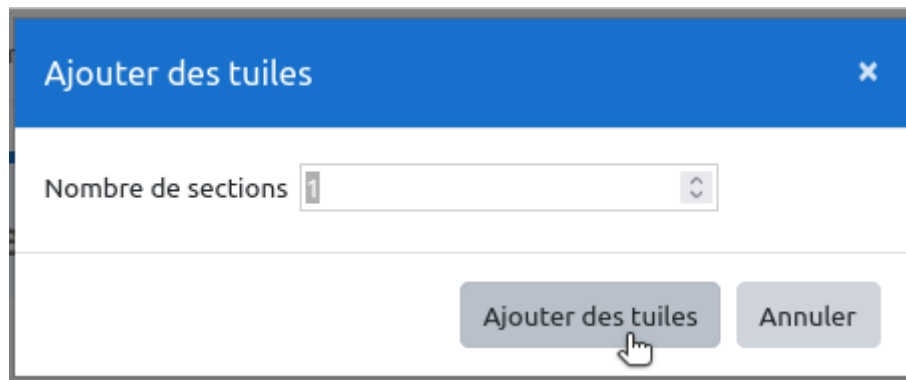 Ajouter des tuiles ×
Nombre de sections 1
Ajouter des tuiles Annuler